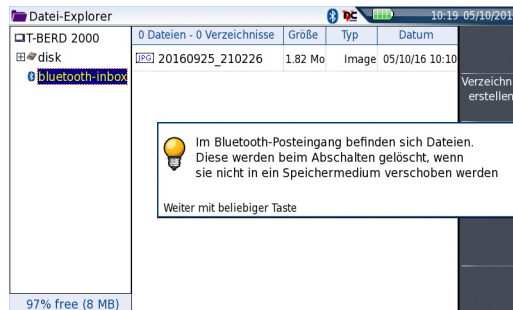 Datei-Explorer
10:19 05/10/201
T-BERD 2000
disk
bluetooth-inbox
97% free (8 MB)
0 Dateien - 0 Verzeichnisse Größe Typ Datum
JPG 20160925_210226 1.82 Mo Image 05/10/16 10:10
Verzeichn
erstellen
Im Bluetooth-Posteingang befinden sich Dateien.
Diese werden beim Abschalten gelöscht, wenn
sie nicht in ein Speichermedium verschoben werden
Weiter mit beliebiger Taste